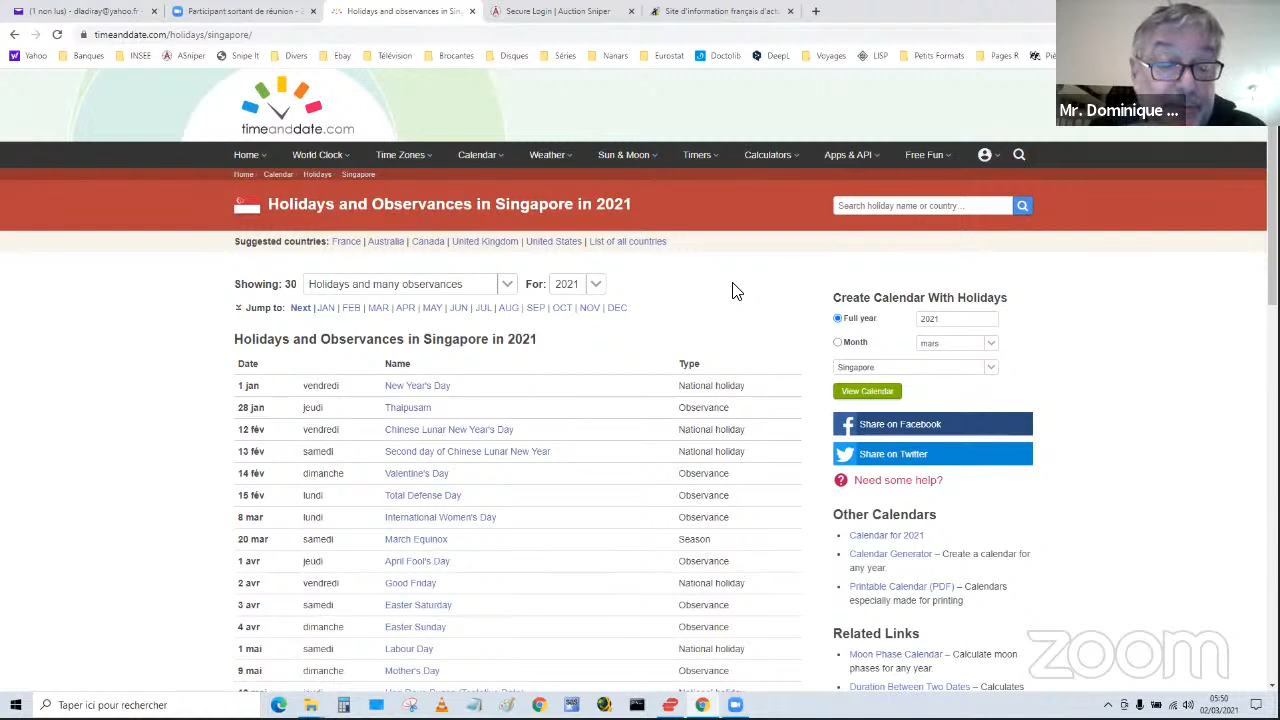 (1 031 non lus) - dladiray@yahoo.f
Participant sortant de réunion - Z
Holidays and observances in Sing
Secure Login | Auction Sniper
Site d'information français d'actu
timeanddate.com/holidays/singapore/
Yahoo Banques INSEE ASniper Snipe It Divers Ebay Télévision Brocartes Disques Séries Nanars Eurostat Doctolib DeepL Voyages LISP Petits Formats Pages R
Mr. Dominique ...
timeanddate.com
Home World Clock Time Zones Calendar Weather Sun & Moon Timers Calculators Apps & API Free Fun
Home Calendar Holidays Singapore
Holidays and Observances in Singapore in 2021
Search holiday name or country...
Suggested countries: France | Australia | Canada | United Kingdom | United States | List of all countries
Showing: 30 Holidays and many observances For: 2021
Jump to: Next | JAN | FEB | MAR | APR | MAY | JUN | JUL | AUG | SEP | OCT | NOV | DEC
Holidays and Observances in Singapore in 2021
Date Name Type
1 jan vendredi New Year's Day National holiday
28 jan jeudi Thaipusam Observance
12 fév vendredi Chinese Lunar New Year's Day National holiday
13 fév samedi Second day of Chinese Lunar New Year National holiday
14 fév dimanche Valentine's Day Observance
15 fév lundi Total Defense Day Observance
8 mar lundi International Women's Day Observance
20 mar samedi March Equinox Season
1 avr jeudi April Fool's Day Observance
2 avr vendredi Good Friday National holiday
3 avr samedi Easter Saturday Observance
4 avr dimanche Easter Sunday Observance
1 mai samedi Labour Day National holiday
9 mai dimanche Mother's Day Observance
Create Calendar With Holidays
Full year 2021
Month mars
Singapore
View Calendar
Share on Facebook
Share on Twitter
Need some help?
Other Calendars
Calendar for 2021
Calendar Generator – Create a calendar for
any year.
Printable Calendar (PDF) – Calendars
especially made for printing
Related Links
Moon Phase Calendar – Calculate moon
phases for any year.
Duration Between Two Dates – Calculates
zoom
Taper ici pour rechercher
05:50
02/03/2021